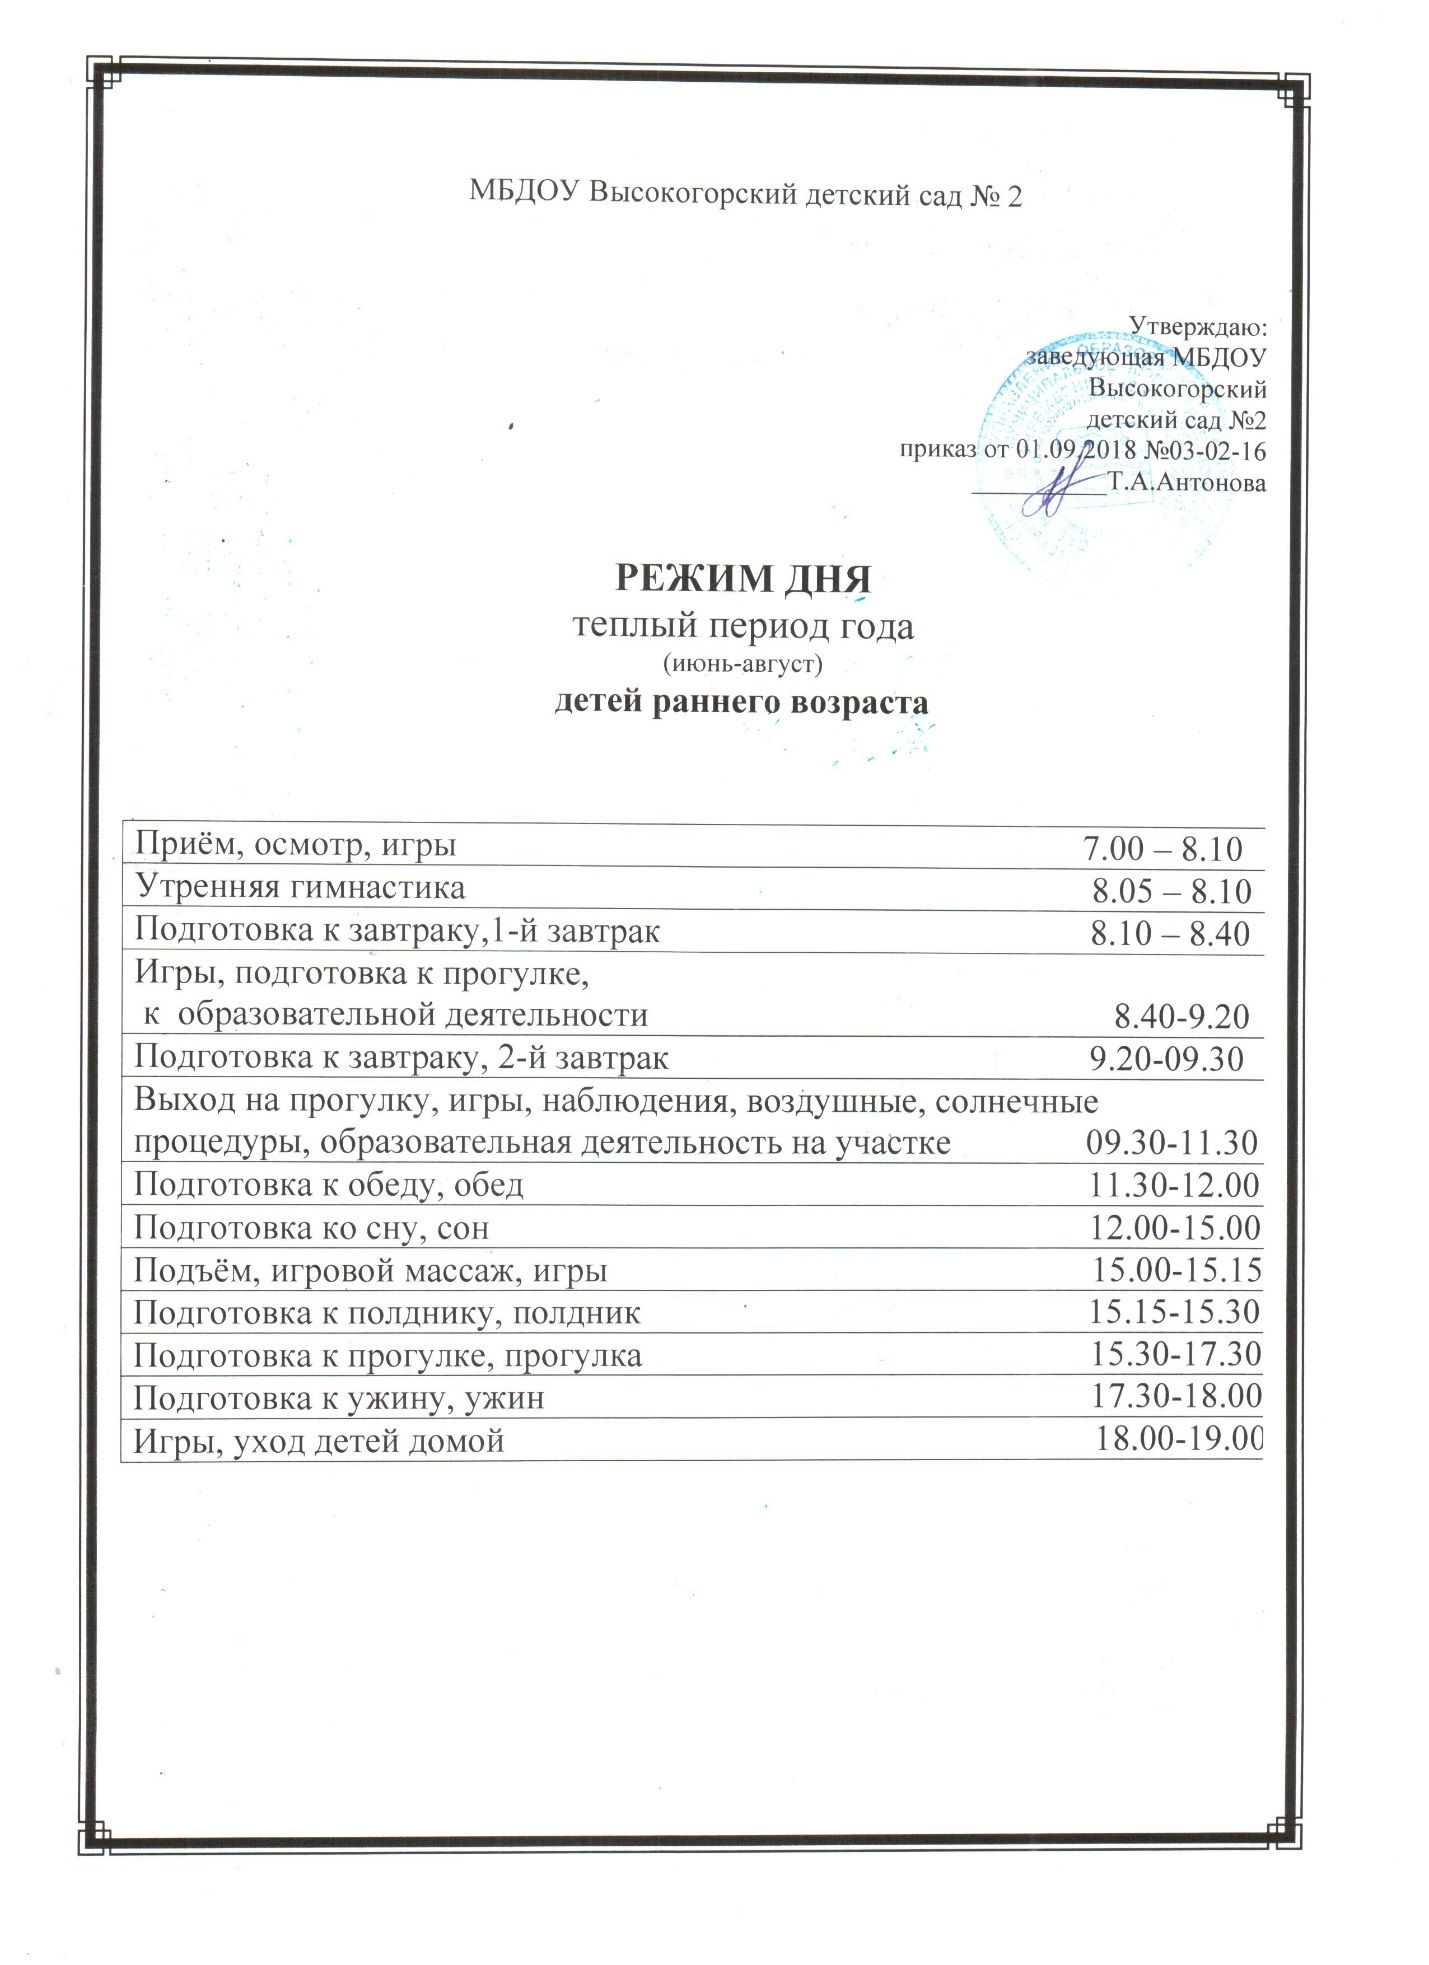 МБДОУ Высокогорский детский сад № 2
Утверждаю:
заведующая МБДОУ
Высокогорский
детский сад №2
приказ от 01.09.2018 №03-02-16
__________Т.А.Антонова
РЕЖИМ ДНЯ
теплый период года
(июнь-август)
детей раннего возраста
Приём, осмотр, игры 7.00 – 8.10
Утренняя гимнастика 8.05 – 8.10
Подготовка к завтраку,1-й завтрак 8.10 – 8.40
Игры, подготовка к прогулке,
к образовательной деятельности 8.40-9.20
Подготовка к завтраку, 2-й завтрак 9.20-09.30
Выход на прогулку, игры, наблюдения, воздушные, солнечные
процедуры, образовательная деятельность на участке 09.30-11.30
Подготовка к обеду, обед 11.30-12.00
Подготовка ко сну, сон 12.00-15.00
Подъём, игровой массаж, игры 15.00-15.15
Подготовка к полднику, полдник 15.15-15.30
Подготовка к прогулке, прогулка 15.30-17.30
Подготовка к ужину, ужин 17.30-18.00
Игры, уход детей домой 18.00-19.00